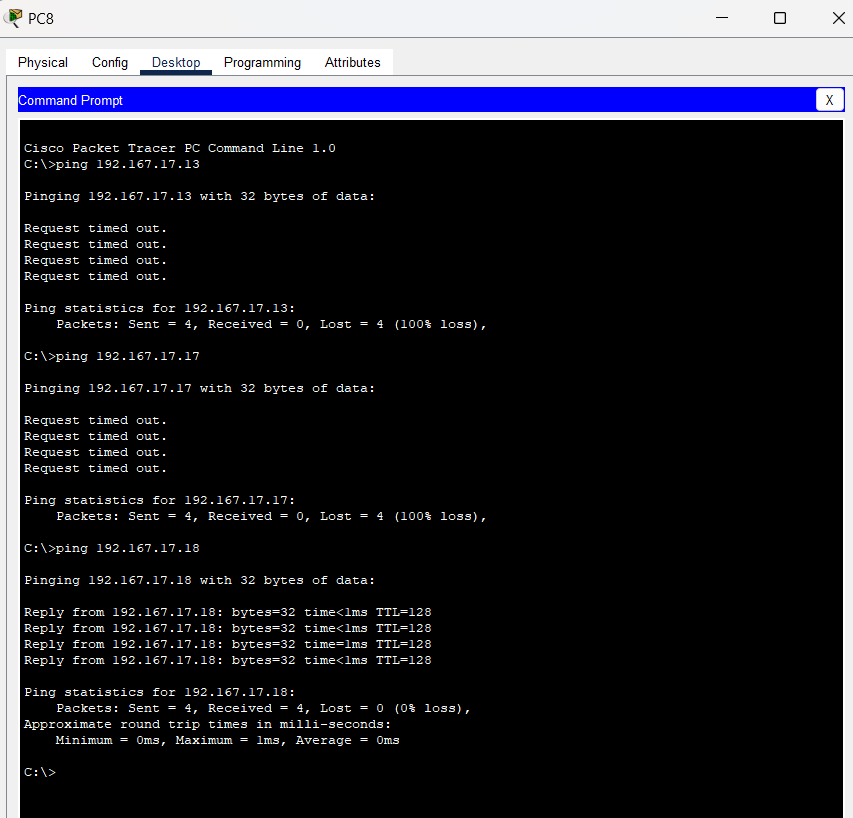 PC8
Physical Config Desktop Programming Attributes
Command Prompt
X
Cisco Packet Tracer PC Command Line 1.0
C:\>ping 192.167.17.13
Pinging 192.167.17.13 with 32 bytes of data:
Request timed out.
Request timed out.
Request timed out.
Request timed out.
Ping statistics for 192.167.17.13:
    Packets: Sent = 4, Received = 0, Lost = 4 (100% loss),
C:\>ping 192.167.17.17
Pinging 192.167.17.17 with 32 bytes of data:
Request timed out.
Request timed out.
Request timed out.
Request timed out.
Ping statistics for 192.167.17.17:
    Packets: Sent = 4, Received = 0, Lost = 4 (100% loss),
C:\>ping 192.167.17.18
Pinging 192.167.17.18 with 32 bytes of data:
Reply from 192.167.17.18: bytes=32 time<1ms TTL=128
Reply from 192.167.17.18: bytes=32 time<1ms TTL=128
Reply from 192.167.17.18: bytes=32 time=1ms TTL=128
Reply from 192.167.17.18: bytes=32 time<1ms TTL=128
Ping statistics for 192.167.17.18:
    Packets: Sent = 4, Received = 4, Lost = 0 (0% loss),
Approximate round trip times in milli-seconds:
    Minimum = 0ms, Maximum = 1ms, Average = 0ms
C:\>